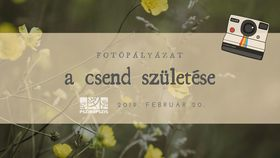 FOTÓPÁLYÁZAT
a csend születése
2019. FEBRUÁR 20.